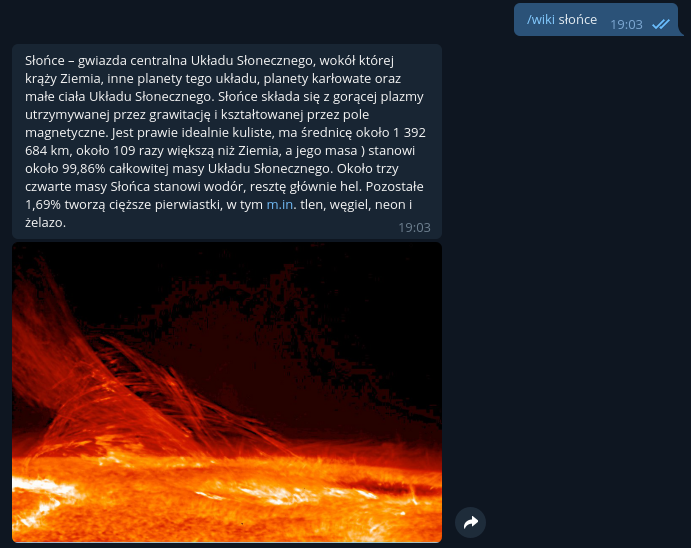 /wiki słońce
19:03
Słońce – gwiazda centralna Układu Słonecznego, wokół której
krąży Ziemia, inne planety tego układu, planety karłowate oraz
małe ciała Układu Słonecznego. Słońce składa się z gorącej plazmy
utrzymywanej przez grawitację i kształtowanej przez pole
magnetyczne. Jest prawie idealnie kuliste, ma średnicę około 1 392
684 km, około 109 razy większą niż Ziemia, a jego masa ) stanowi
około 99,86% całkowitej masy Układu Słonecznego. Około trzy
czwarte masy Słońca stanowi wodór, resztę głównie hel. Pozostałe
1,69% tworzą cięższe pierwiastki, w tym m.in. tlen, węgiel, neon i
żelazo.
19:03